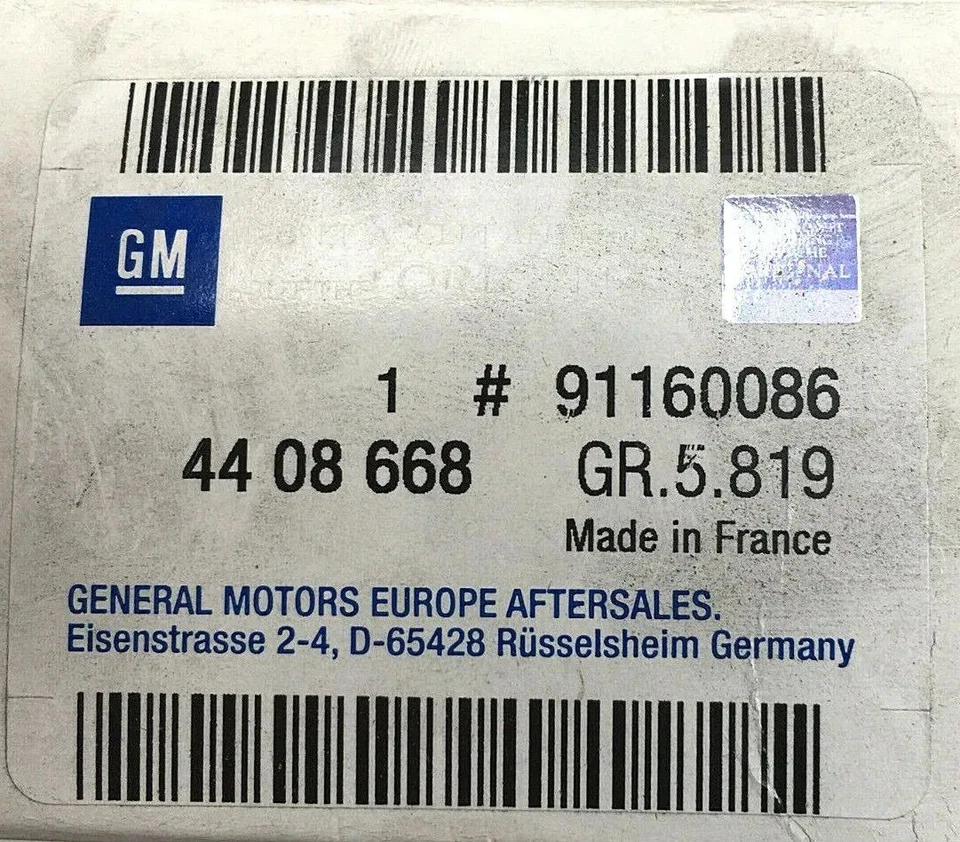 GM
1 # 91160086
44 08 668 GR.5.819
Made in France
GENERAL MOTORS EUROPE AFTERSALES.
Eisenstrasse 2-4, D-65428 Rüsselsheim Germany